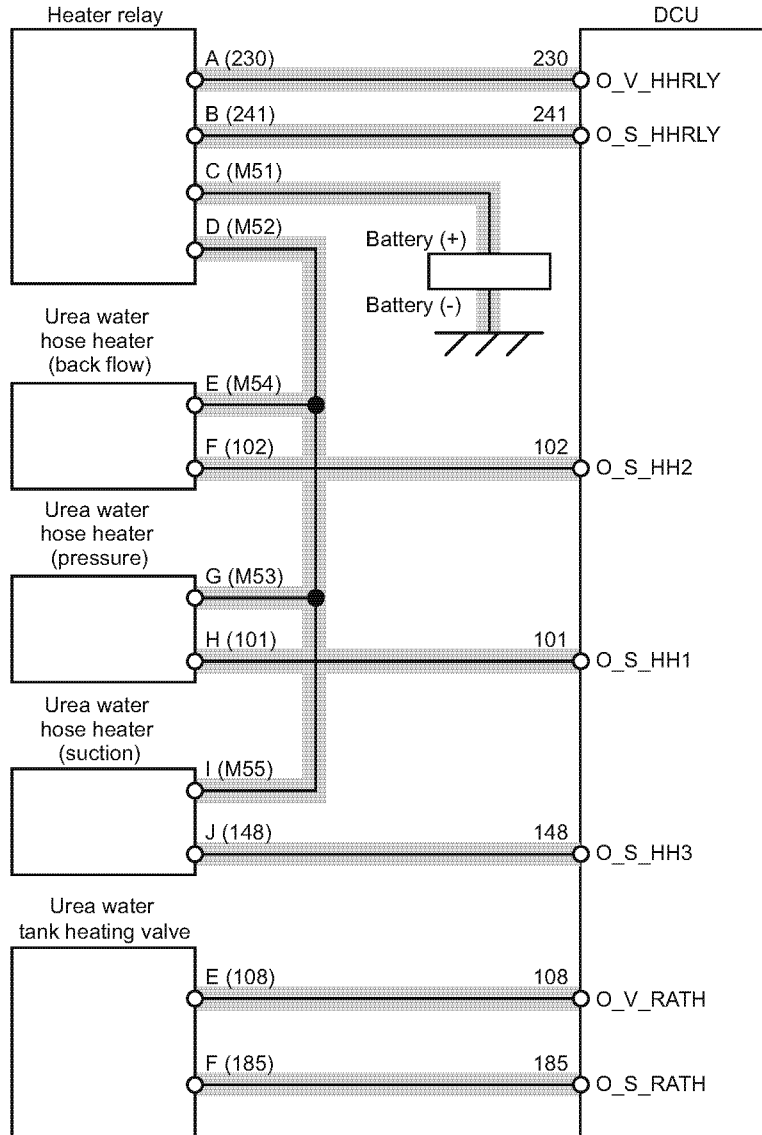 Heater relay
DCU
A (230)
230
O_V_HHRLY
B (241)
241
O_S_HHRLY
C (M51)
D (M52)
Battery (+)
Battery (-)
Urea water
hose heater
(back flow)
E (M54)
F (102)
102
O_S_HH2
Urea water
hose heater
(pressure)
G (M53)
H (101)
101
O_S_HH1
Urea water
hose heater
(suction)
I (M55)
J (148)
148
O_S_HH3
Urea water
tank heating valve
E (108)
108
O_V_RATH
F (185)
185
O_S_RATH